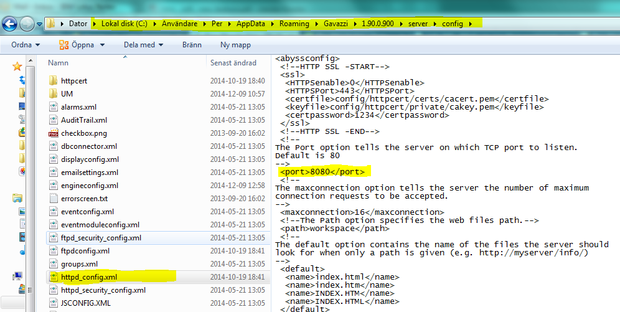 Dator ▸ Lokal disk (C:) ▸ Användare ▸ Per ▸ AppData ▸ Roaming ▸ Gavazzi ▸ 1.90.0.900 ▸ server ▸ config ▸
Ordna ▾ Öppna ▾ Dela med ▾ Bränn Ny mapp
Namn Senast ändrad
httpcert 2014-10-19 18:40
UM 2014-12-09 10:57
alarms.xml 2014-05-21 13:05
AuditTrail.xml 2014-05-21 13:05
checkbox.png 2013-09-20 16:02
dbconnector.xml 2014-05-21 13:05
displayconfig.xml 2014-05-21 13:05
emailsettings.xml 2014-05-21 13:05
engineconfig.xml 2014-12-09 12:58
errorscreen.txt 2013-09-20 16:02
eventconfig.xml 2014-05-21 13:05
eventmoduleconfig.xml 2014-05-21 13:05
ftpd_security_config.xml 2014-05-21 13:05
ftpdconfig.xml 2014-05-21 13:05
groups.xml 2014-05-21 13:05
httpd_config.xml 2014-10-19 18:41
httpd_security_config.xml 2014-05-21 13:05
JSCONFIG.XML 2014-05-21 13:05
<abyssconfig>
<!--HTTP SSL -START-->
<ssl>
<HTTPSenable>0</HTTPSenable>
<HTTPSPort>443</HTTPSPort>
<certfile>config/httpcert/certs/cacert.pem</certfile>
<keyfile>config/httpcert/private/cakey.pem</keyfile>
<certpassword>1234</certpassword>
</ssl>
<!--HTTP SSL -END-->
<!--
The Port option tells the server on which TCP port to listen.
Default is 80
-->
<port>8080</port>
<!--
The maxconnection option tells the server the number of maximum
connection requests to be accepted.
-->
<maxconnection>16</maxconnection>
<!--The Path option specifies the web files path.-->
<path>workspace</path>
<!--
The default option contains the name of the files the server should
look for when only a path is given (e.g. http://myserver/info/)
-->
<default>
<name>index.html</name>
<name>index.htm</name>
<name>INDEX.HTM</name>
<name>INDEX.HTML</name>
</default>